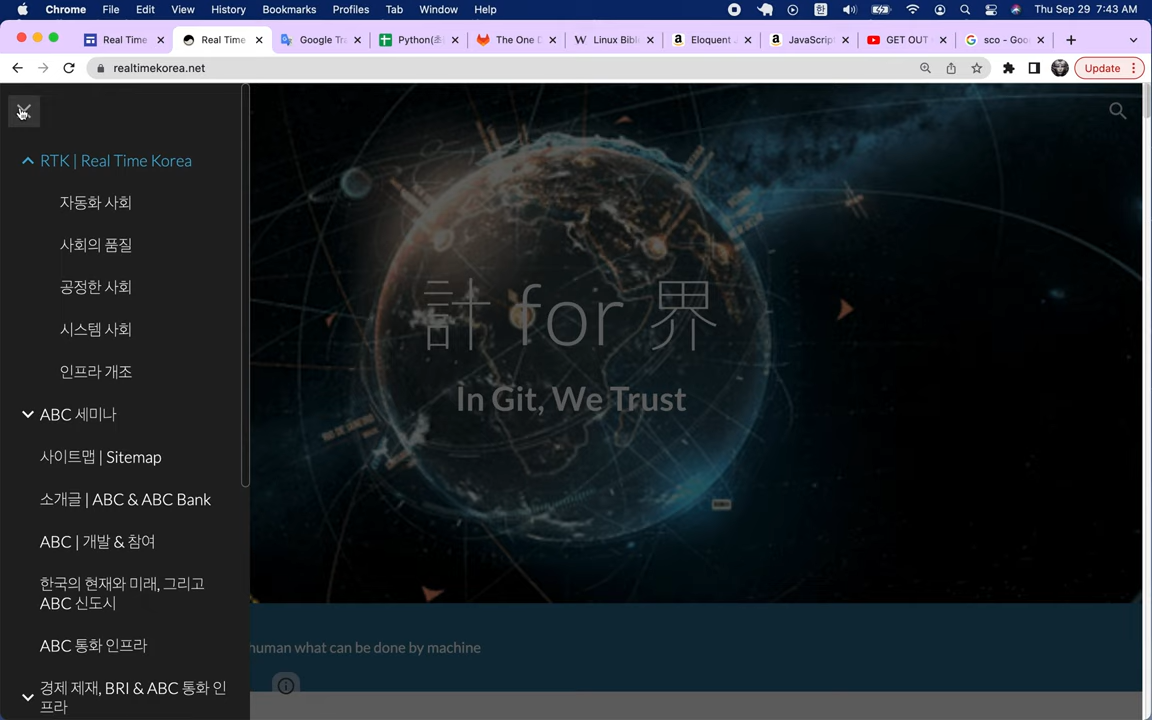 Chrome File Edit View History Bookmarks Profiles Tab Window Help 한 Thu Sep 29 7:43 AM
Real Time Real Time Google Tra Python(초 The One D Linux Bibl Eloquent J JavaScrip GET OUT sco - Goo
realtimekorea.net Update
RTK | Real Time Korea
자동화 사회
사회의 품질
공정한 사회
시스템 사회
인프라 개조
ABC 세미나
사이트맵 | Sitemap
소개글 | ABC & ABC Bank
ABC | 개발 & 참여
한국의 현재와 미래, 그리고
ABC 신도시
ABC 통화 인프라
경제 제재, BRI & ABC 통화 인
프라
計 for 界
In Git, We Trust
human what can be done by machine